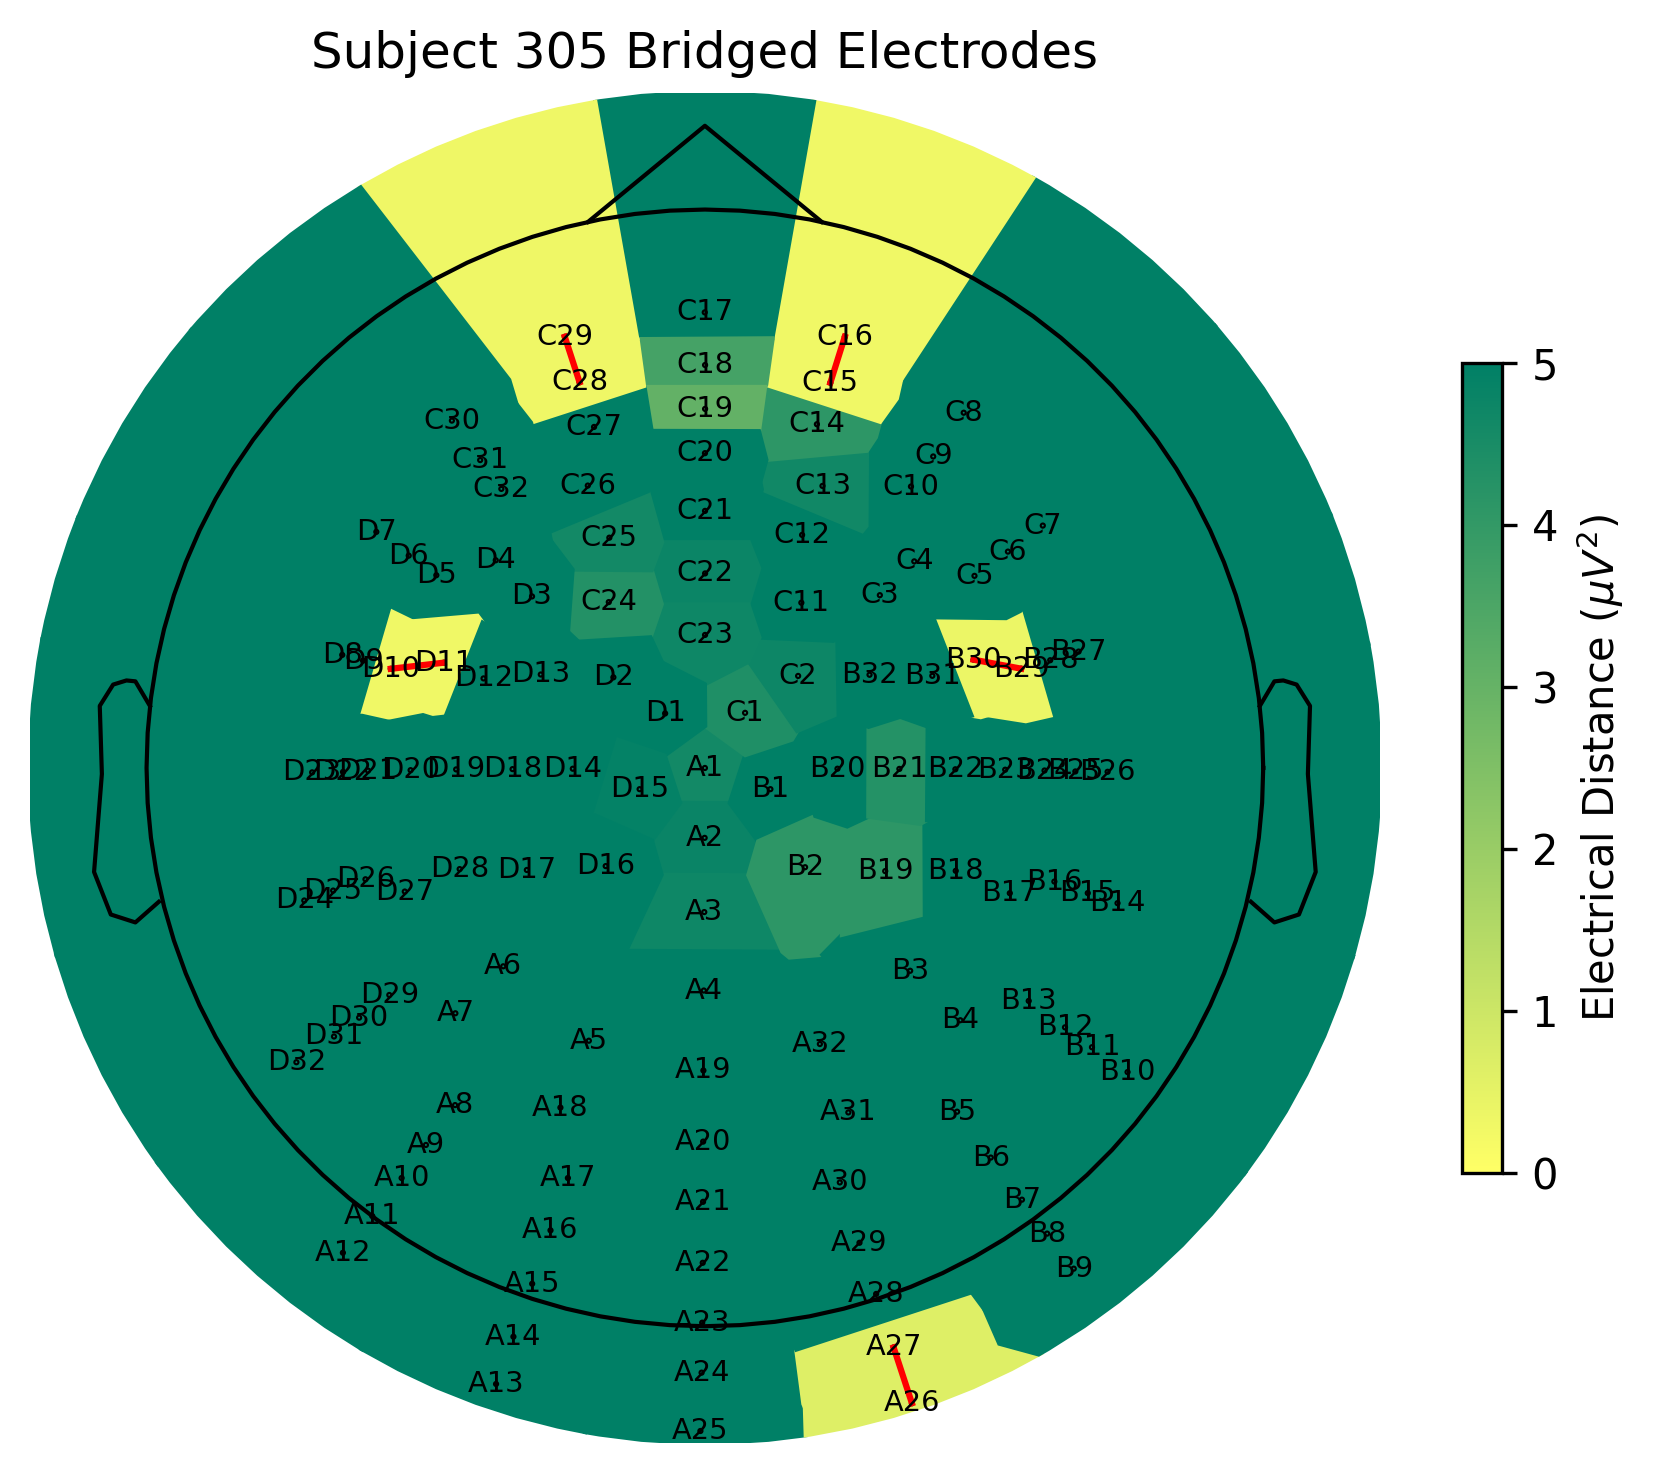 Subject 305 Bridged Electrodes
C17
C29 C16
C18
C28 C15
C19 C8
C30 C27 C14
C31 C20 C9
C32 C26 C13 C10
C21
D7 C25 C12 C7
D6 D4 C22 C4 C6
D5 C5
D3 C24 C11 C3
C23
D8 D9 D10 D11 D12 D13 D2 C2 B32 B31 B30 B29 B28 B27
D1 C1
D23 D22 D21 D20 D19 D18 D14 A1 B20 B21 B22 B23 B24 B25 B26
D15 B1
A2
D24 D25 D26 D27 D28 D17 D16 B2 B19 B18 B17 B16 B15 B14
A3
A6 B3
D29 A4 B13
D30 A7 B4 B12
D31 A5 A32 B11
D32 A19 B10
A8 A18 A31 B5
A9 A20 B6
A10 A17 A30
A11 A21 B7
A12 A16 A29 B8
A22 B9
A15 A28
A14 A23 A27
A13 A24 A26
A25
5
4
3
2
1
0
Electrical Distance (μV²)